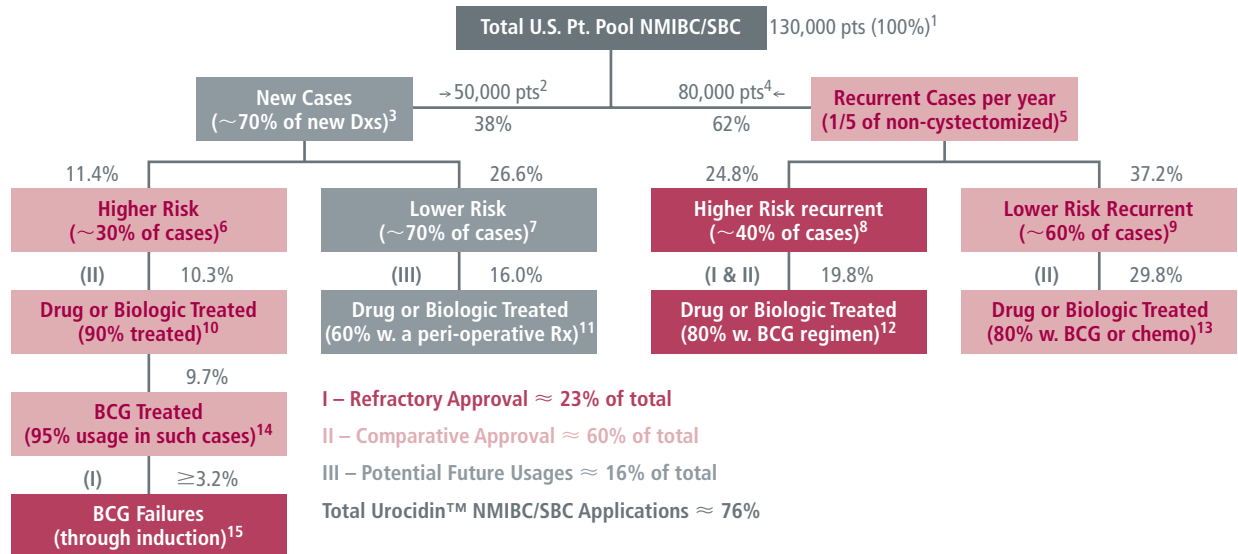 Total U.S. Pt. Pool NMIBC/SBC
130,000 pts (100%)1
New Cases
(~70% of new Dxs)3
→50,000 pts2
38%
80,000 pts4←
62%
Recurrent Cases per year
(1/5 of non-cystectomized)5
11.4%
26.6%
24.8%
37.2%
Higher Risk
(~30% of cases)6
Lower Risk
(~70% of cases)7
Higher Risk recurrent
(~40% of cases)8
Lower Risk Recurrent
(~60% of cases)9
(II)
10.3%
(III)
16.0%
(I & II)
19.8%
(II)
29.8%
Drug or Biologic Treated
(90% treated)10
Drug or Biologic Treated
(60% w. a peri-operative Rx)11
Drug or Biologic Treated
(80% w. BCG regimen)12
Drug or Biologic Treated
(80% w. BCG or chemo)13
9.7%
BCG Treated
(95% usage in such cases)14
(I)
≥3.2%
BCG Failures
(through induction)15
I – Refractory Approval ≈ 23% of total
II – Comparative Approval ≈ 60% of total
III – Potential Future Usages ≈ 16% of total
Total Urocidin™ NMIBC/SBC Applications ≈ 76%